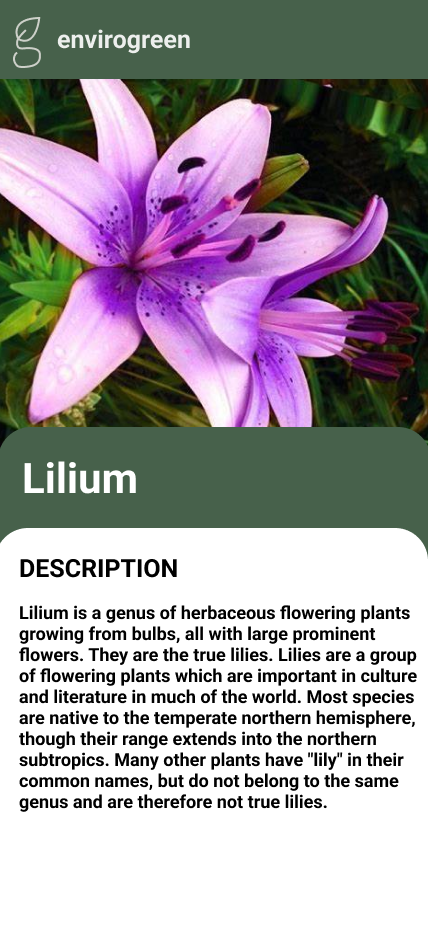 envirogreen
Lilium
DESCRIPTION
Lilium is a genus of herbaceous flowering plants
growing from bulbs, all with large prominent
flowers. They are the true lilies. Lilies are a group
of flowering plants which are important in culture
and literature in much of the world. Most species
are native to the temperate northern hemisphere,
though their range extends into the northern
subtropics. Many other plants have "lily" in their
common names, but do not belong to the same
genus and are therefore not true lilies.